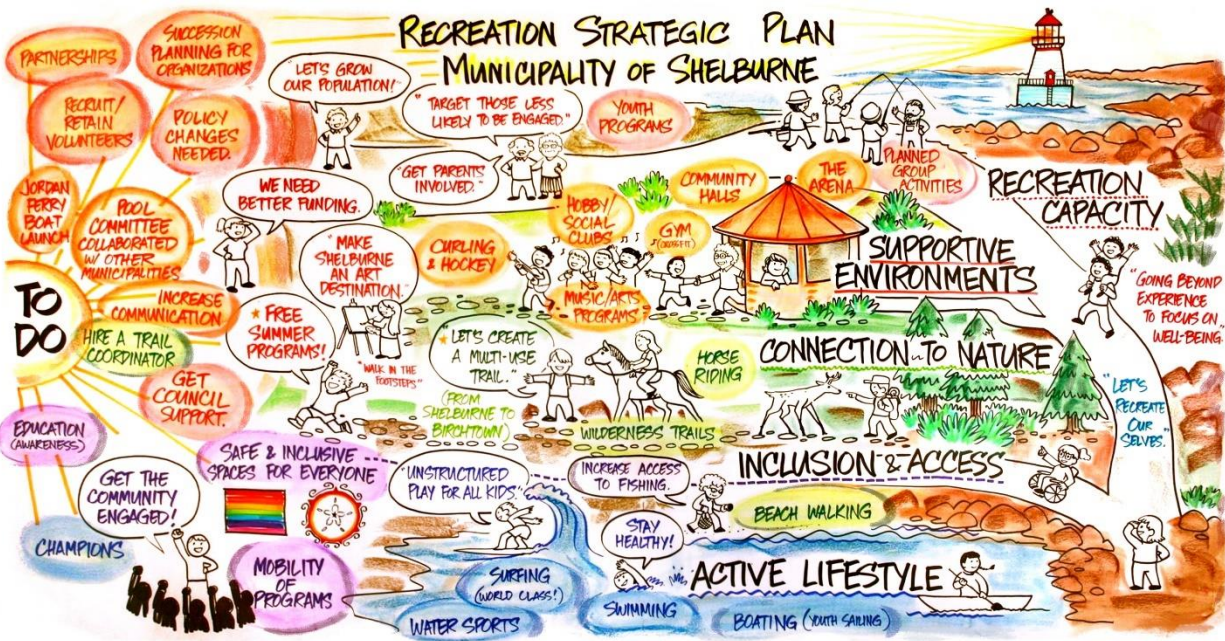 RECREATION STRATEGIC PLAN
MUNICIPALITY OF SHELBURNE
PARTNERSHIPS
SUCCESSION
PLANNING FOR
ORGANIZATIONS
RECRUIT/
RETAIN
VOLUNTEERS
POLICY
CHANGES
NEEDED.
JORDAN
FERRY
BOAT
LAUNCH
POOL
COMMITTEE
COLLABORATED
W/ OTHER
MUNICIPALITIES
TO
DO
INCREASE
COMMUNICATION
HIRE A TRAIL
COORDINATOR
GET
COUNCIL
SUPPORT.
EDUCATION
(AWARENESS)
CHAMPIONS
"LET'S GROW
OUR POPULATION!"
"TARGET THOSE LESS
LIKELY TO BE ENGAGED."
"GET PARENTS
INVOLVED."
YOUTH
PROGRAMS
PLANNED
GROUP
ACTIVITIES
RECREATION
CAPACITY
WE NEED
BETTER FUNDING.
"MAKE
SHELBURNE
AN ART
DESTINATION."
CURLING
& HOCKEY
HOBBY/
SOCIAL
CLUBS
COMMUNITY
HALLS
THE
ARENA
GYM
(CROSSFIT)
MUSIC/ARTS
PROGRAMS
SUPPORTIVE
ENVIRONMENTS
"GOING BEYOND
EXPERIENCE
TO FOCUS ON
WELL-BEING.
FREE
SUMMER
PROGRAMS!
"WALK IN THE
FOOTSTEPS"
"LET'S CREATE
A MULTI-USE
TRAIL."
(FROM
SHELBURNE TO
BIRCHTOWN)
HORSE
RIDING
WILDERNESS TRAILS
CONNECTION TO NATURE
"LET'S
RECREATE
OUR
SELVES."
SAFE & INCLUSIVE
SPACES FOR EVERYONE
GET THE
COMMUNITY
ENGAGED!
MOBILITY
OF
PROGRAMS
"UNSTRUCTURED
PLAY FOR ALL KIDS."
INCREASE ACCESS
TO FISHING.
INCLUSION & ACCESS
BEACH WALKING
STAY
HEALTHY!
ACTIVE LIFESTYLE
SURFING
(WORLD CLASS!)
WATER SPORTS
SWIMMING
BOATING (YOUTH SAILING)